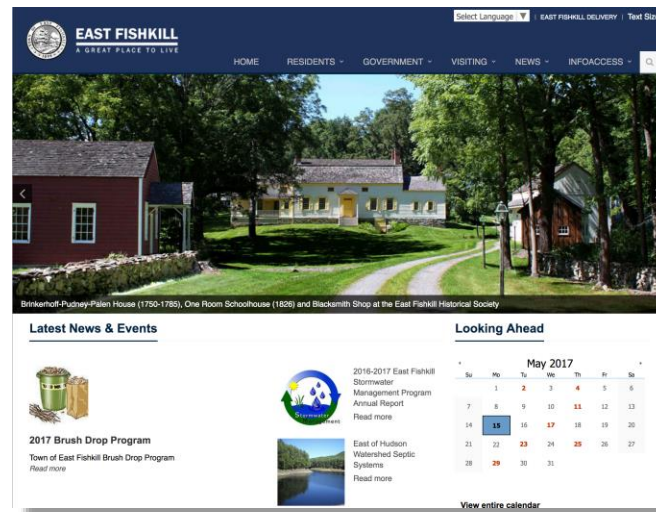 Select Language ▼ | EAST FISHKILL DELIVERY | Text Size
EAST FISHKILL
A GREAT PLACE TO LIVE
HOME RESIDENTS GOVERNMENT VISITING NEWS INFOACCESS
Brinkerhoff-Pudney-Palen House (1750-1785), One Room Schoolhouse (1826) and Blacksmith Shop at the East Fishkill Historical Society
Latest News & Events
2017 Brush Drop Program
Town of East Fishkill Brush Drop Program
Read more
Stormwater
Management
2016-2017 East Fishkill
Stormwater
Management Program
Annual Report
Read more
East of Hudson
Watershed Septic
Systems
Read more
Looking Ahead
May 2017
Su Mo Tu We Th Fr Sa
1 2 3 4 5 6
7 8 9 10 11 12 13
14 15 16 17 18 19 20
21 22 23 24 25 26 27
28 29 30 31
View entire calendar